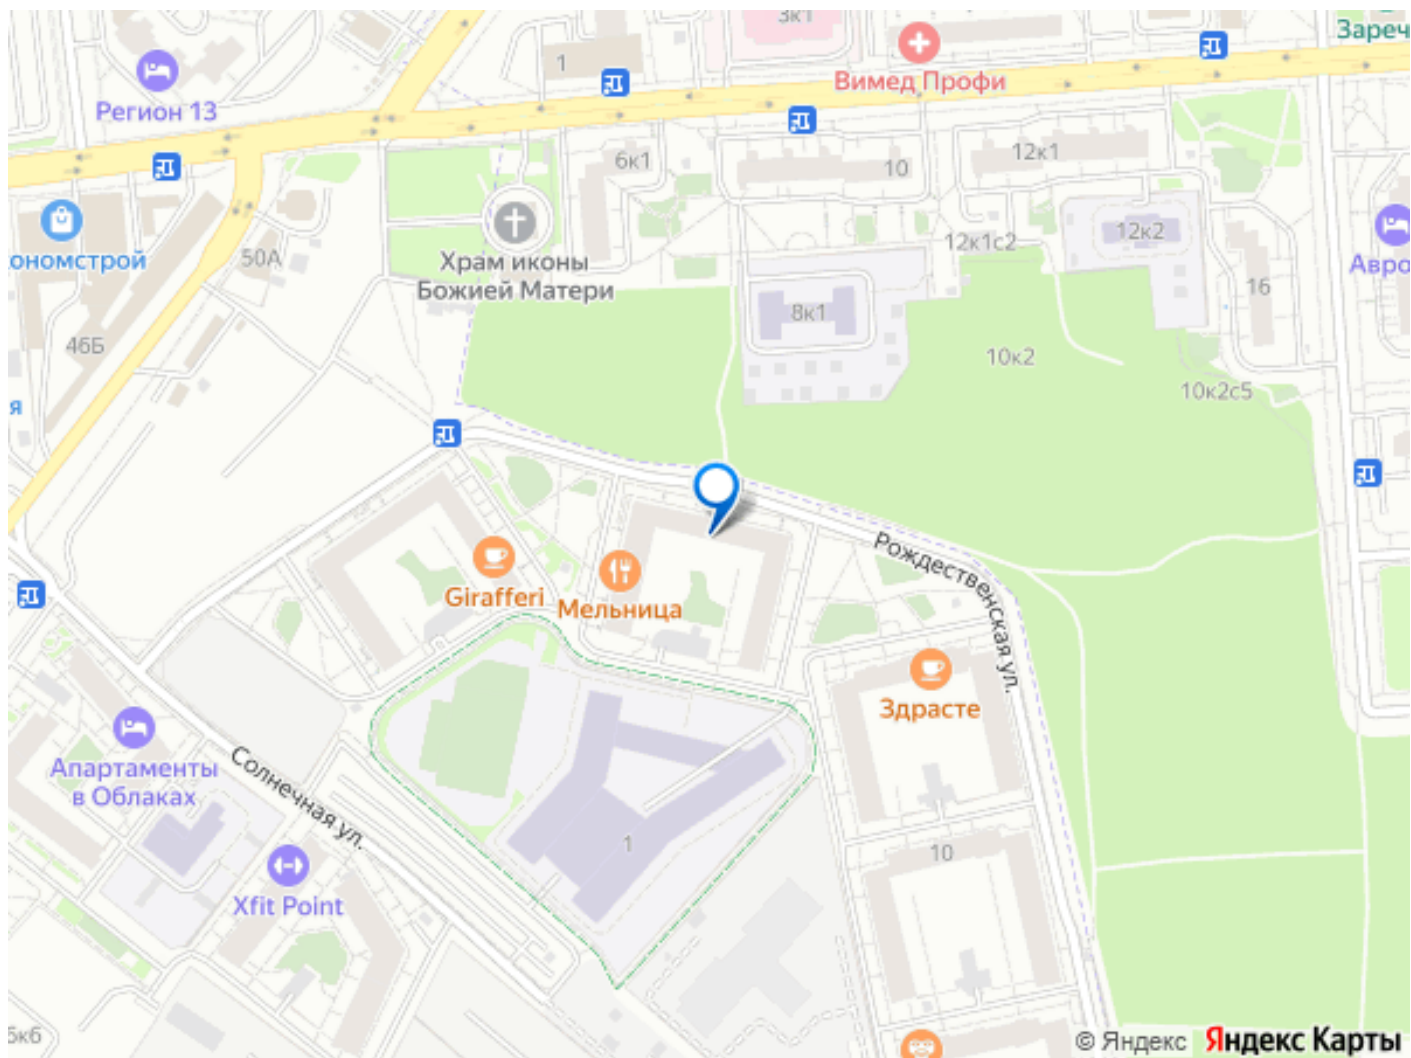 3к1
Зареч
1
Вимед Профи
Регион 13
6к1
10
12к1
ономстрой
50А
Храм иконы
Божией Матери
12к1с2
12к2
Авро
16
46Б
8к1
10к2
10к2с5
я
Рождественская ул.
Girafferi
Мельница
Здрасте
Апартаменты
в Облаках
Солнечная ул.
1
10
Xfit Point
5к6
© Яндекс Яндекс Карты